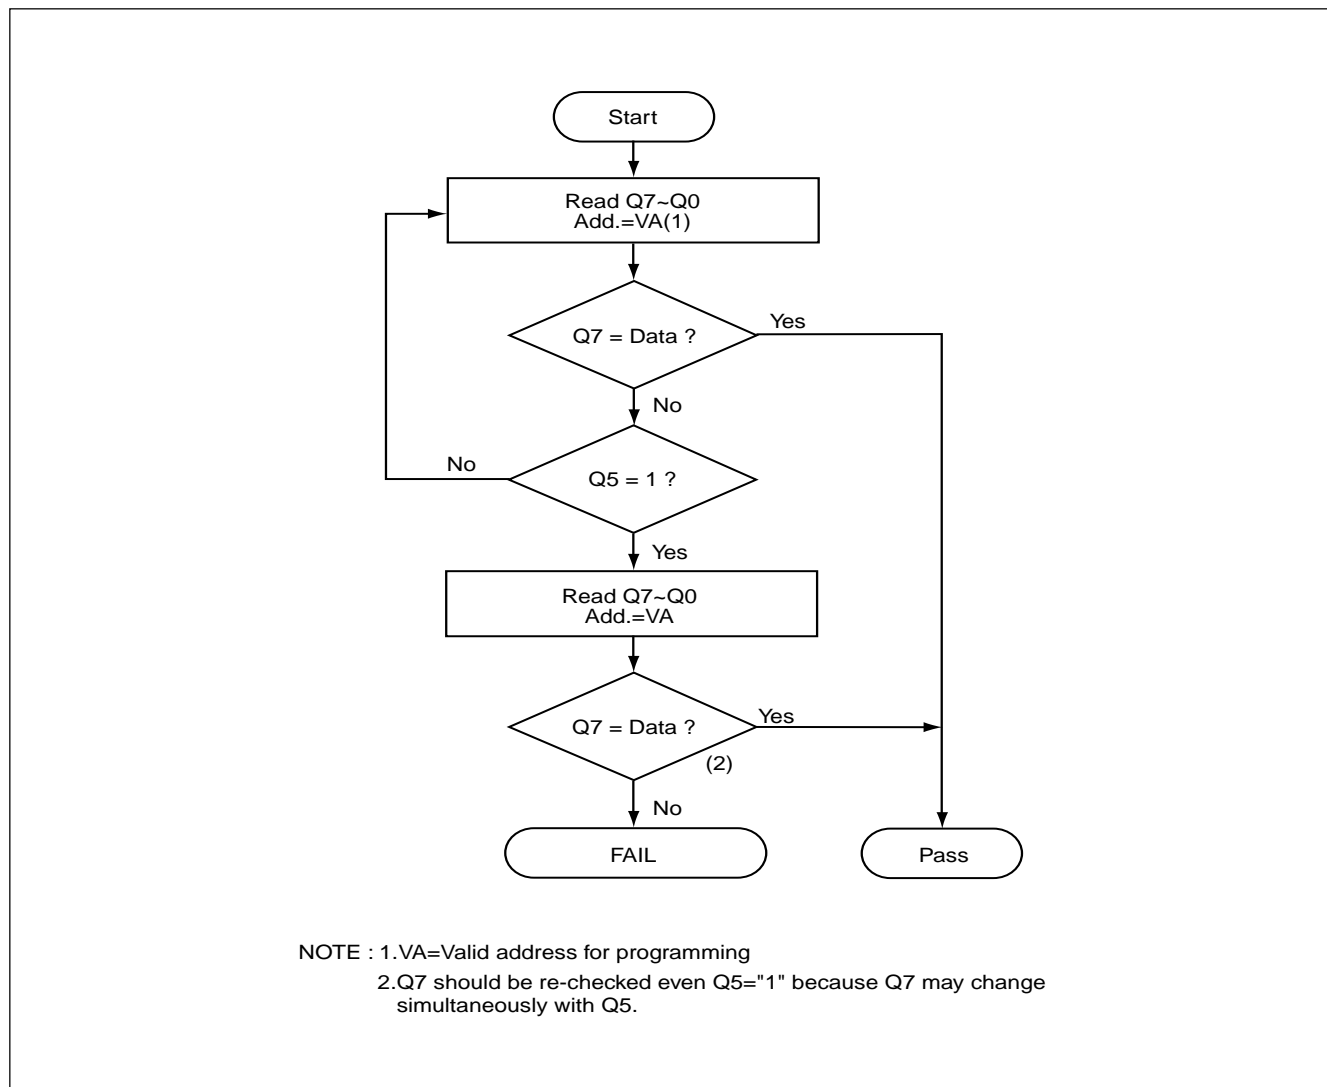 Start
Read Q7~Q0
Add.=VA(1)
Q7 = Data ?
Yes
No
No
Q5 = 1 ?
Yes
Read Q7~Q0
Add.=VA
Q7 = Data ?
Yes
(2)
No
FAIL
Pass
NOTE : 1.VA=Valid address for programming
2.Q7 should be re-checked even Q5="1" because Q7 may change
simultaneously with Q5.